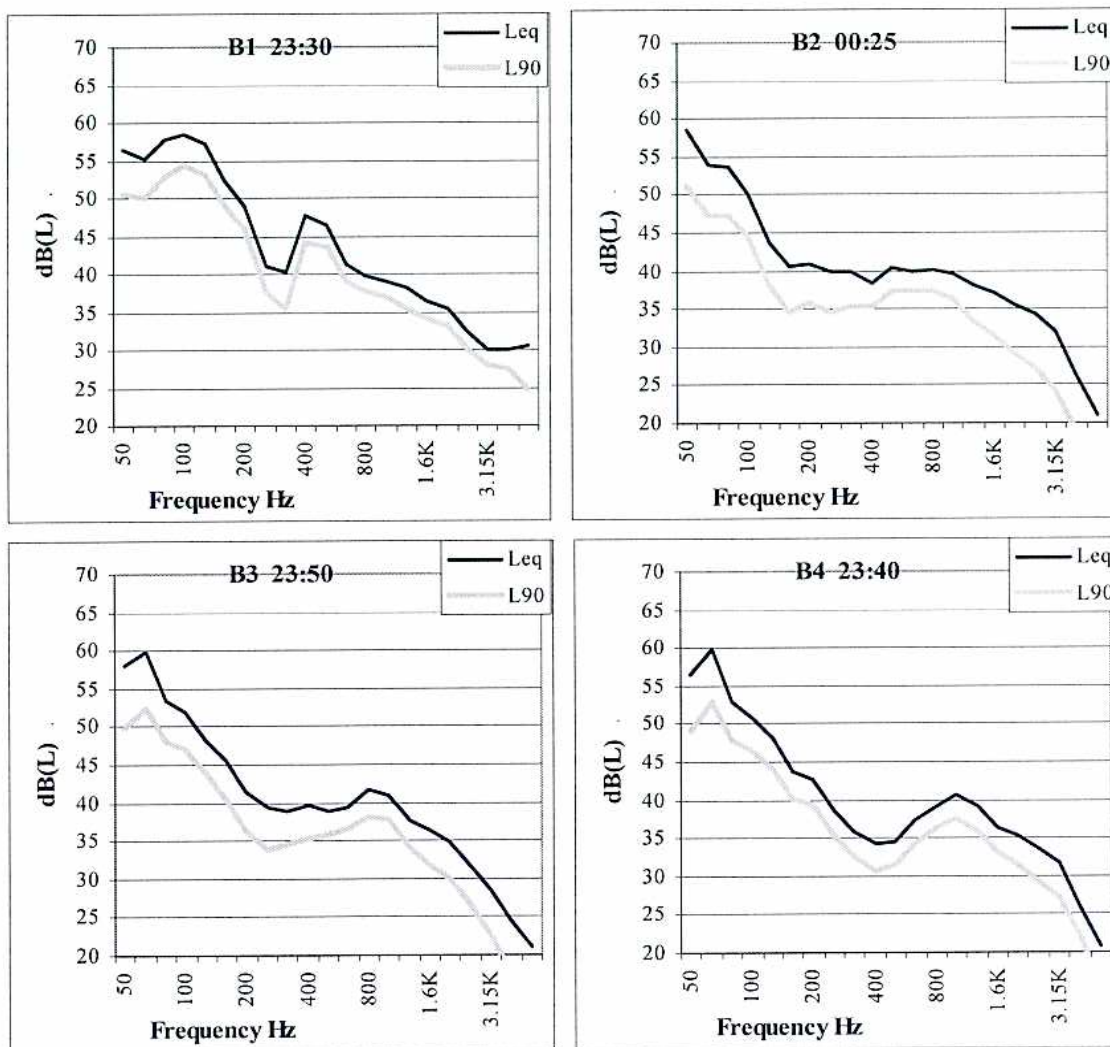 B1 23:30
Leq
L90
70
65
60
55
50
45
40
35
30
25
20
dB(L)
50
100
200
400
800
1.6K
3.15K
Frequency Hz
B2 00:25
Leq
L90
70
65
60
55
50
45
40
35
30
25
20
dB(L)
50
100
200
400
800
1.6K
3.15K
Frequency Hz
B3 23:50
Leq
L90
70
65
60
55
50
45
40
35
30
25
20
dB(L)
50
100
200
400
800
1.6K
3.15K
Frequency Hz
B4 23:40
Leq
L90
70
65
60
55
50
45
40
35
30
25
20
dB(L)
50
100
200
400
800
1.6K
3.15K
Frequency Hz